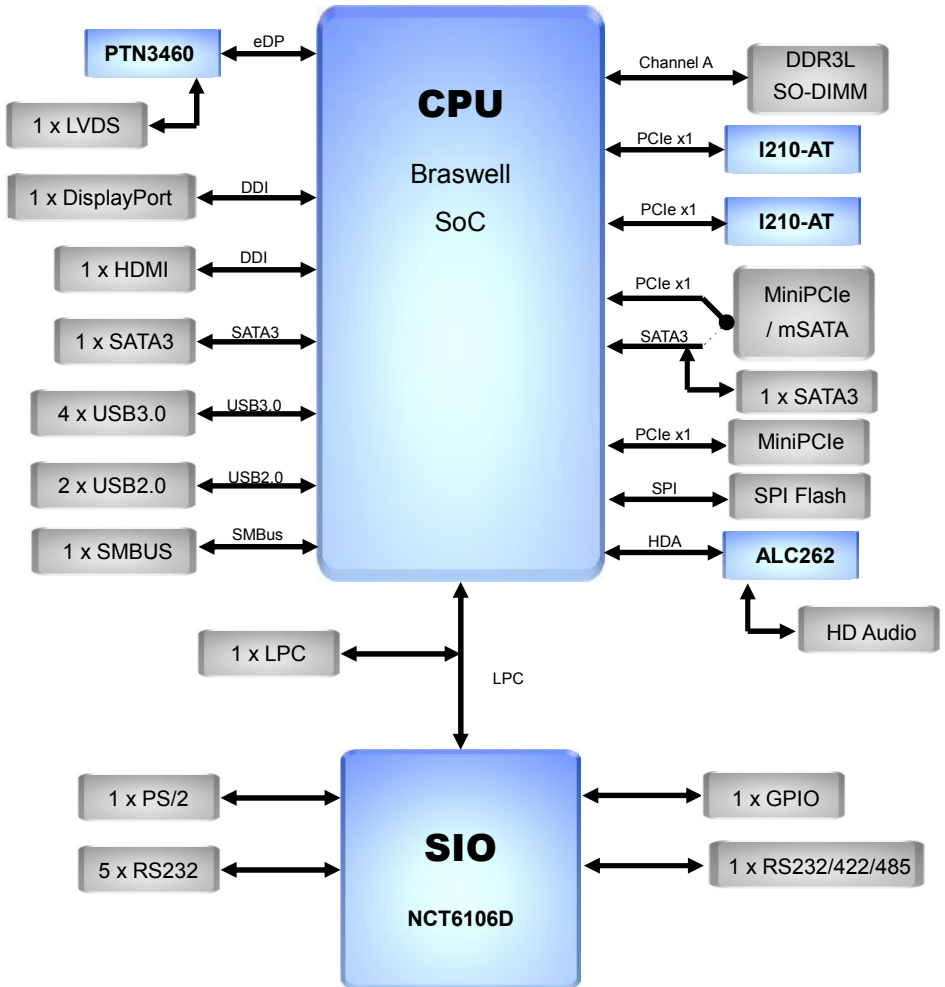 PTN3460
eDP
1 x LVDS
1 x DisplayPort
DDI
1 x HDMI
DDI
1 x SATA3
SATA3
4 x USB3.0
USB3.0
2 x USB2.0
USB2.0
1 x SMBUS
SMBus
CPU
Braswell
SoC
Channel A
DDR3L
SO-DIMM
PCIe x1
I210-AT
PCIe x1
I210-AT
PCIe x1
MiniPCIe
/ mSATA
SATA3
1 x SATA3
PCIe x1
MiniPCIe
SPI
SPI Flash
HDA
ALC262
HD Audio
1 x LPC
LPC
1 x PS/2
5 x RS232
SIO
NCT6106D
1 x GPIO
1 x RS232/422/485